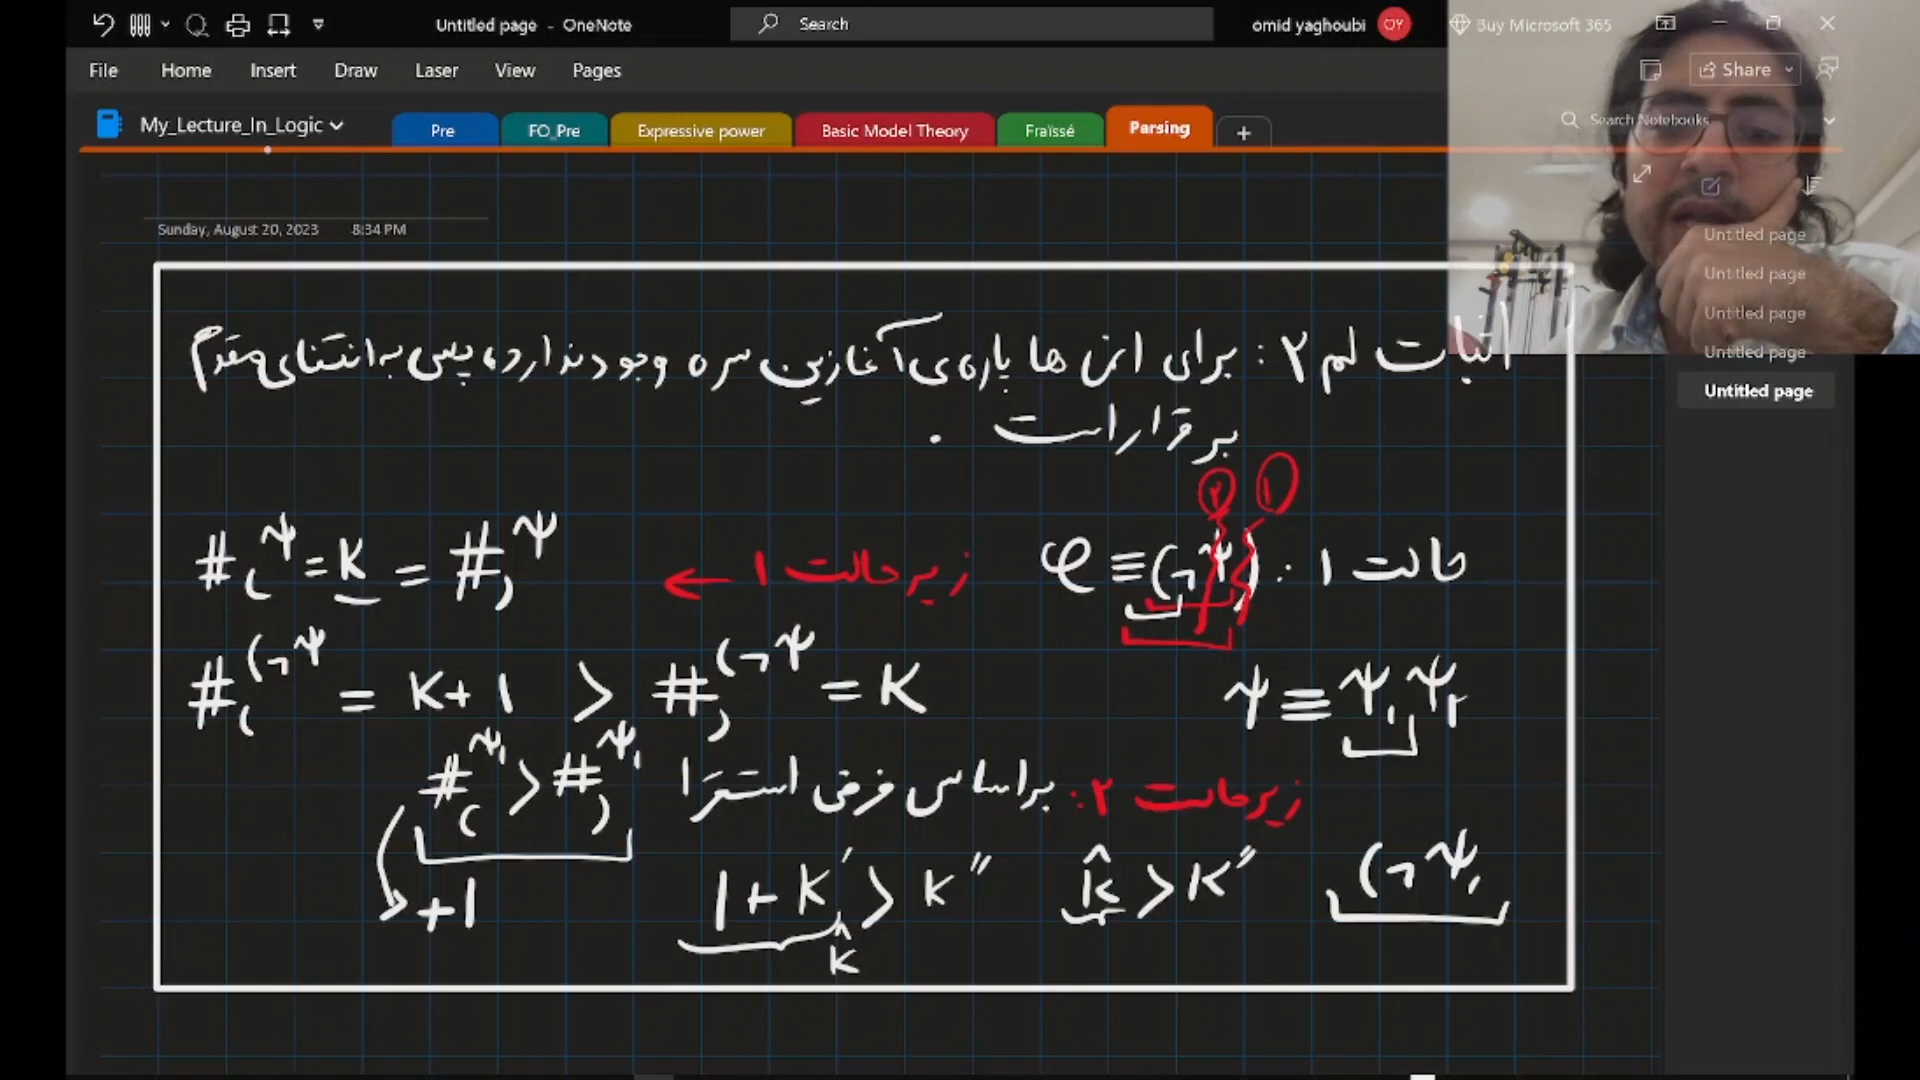 Untitled page - OneNote
Search
omid yaghoubi
OY
Buy Microsoft 365
File Home Insert Draw Laser View Pages
Share
My_Lecture_In_Logic
Pre
FO_Pre
Expressive power
Basic Model Theory
Fraïssé
Parsing
+
Search Notebooks
Sunday, August 20, 2023 8:34 PM
Untitled page
Untitled page
Untitled page
Untitled page
Untitled page
اثبات لم ۲ : برای اتم ها پاره‌ی آغازین سره وجود ندارد، پس به انتفای مقدم
برقرار است .
۲ ۱
حالت ۱ : φ ≡ (¬ψ)
زیرحالت ۱ ←
#₍^ψ = K = #₎^ψ
ψ ≡ ψ₁ψ₂
#₍^(¬ψ = K+1 > #₎^(¬ψ = K
زیرحالت ۲ : براساس فرض استقرا
#₍^ψ₁ > #₎^ψ₁
(¬ψ₁
k̂ > K″
1 + K′ > K″
k̂
+1